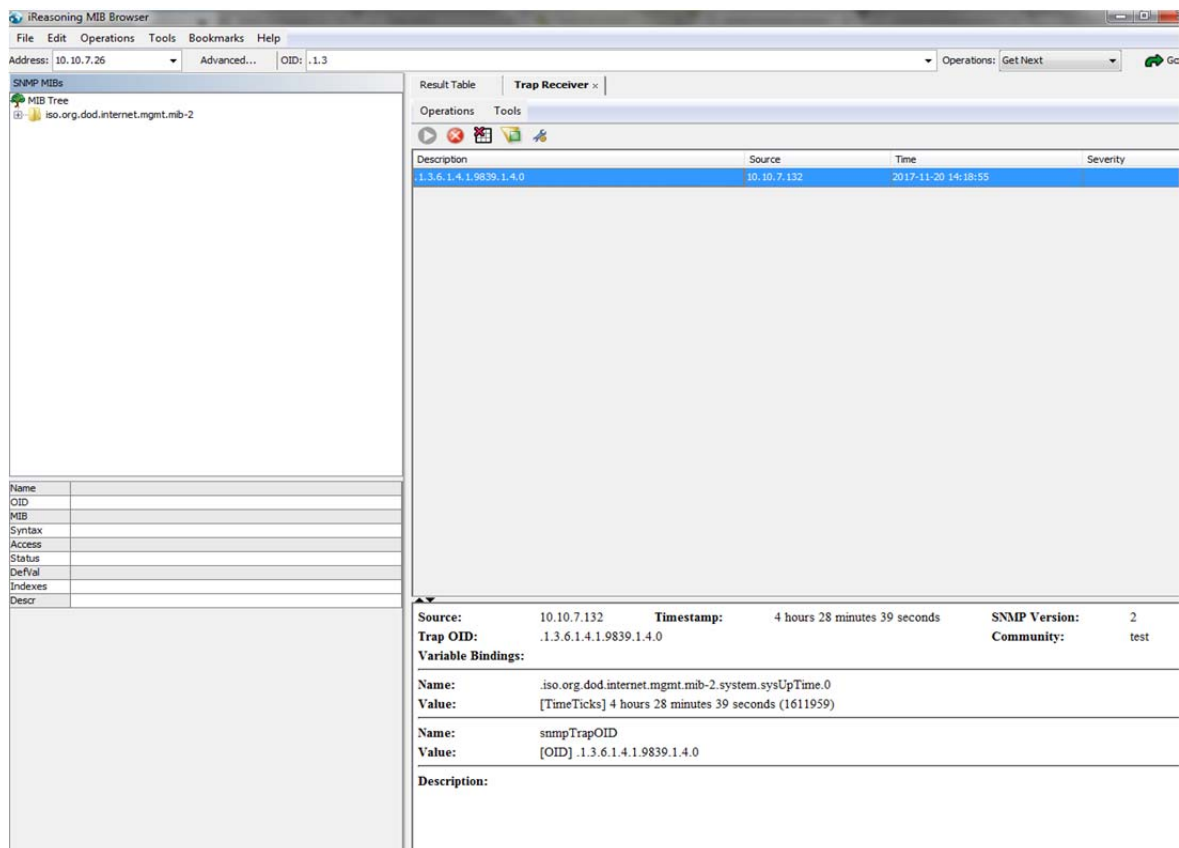 iReasoning MIB Browser
File Edit Operations Tools Bookmarks Help
Address: 10.10.7.26 Advanced... OID: .1.3 Operations: Get Next Go
SNMP MIBs
MIB Tree
iso.org.dod.internet.mgmt.mib-2
Name
OID
MIB
Syntax
Access
Status
DefVal
Indexes
Descr
Result Table Trap Receiver ×
Operations Tools
Description Source Time Severity
.1.3.6.1.4.1.9839.1.4.0 10.10.7.132 2017-11-20 14:18:55
Source: 10.10.7.132 Timestamp: 4 hours 28 minutes 39 seconds SNMP Version: 2
Trap OID: .1.3.6.1.4.1.9839.1.4.0 Community: test
Variable Bindings:
Name: .iso.org.dod.internet.mgmt.mib-2.system.sysUpTime.0
Value: [TimeTicks] 4 hours 28 minutes 39 seconds (1611959)
Name: snmpTrapOID
Value: [OID] .1.3.6.1.4.1.9839.1.4.0
Description: